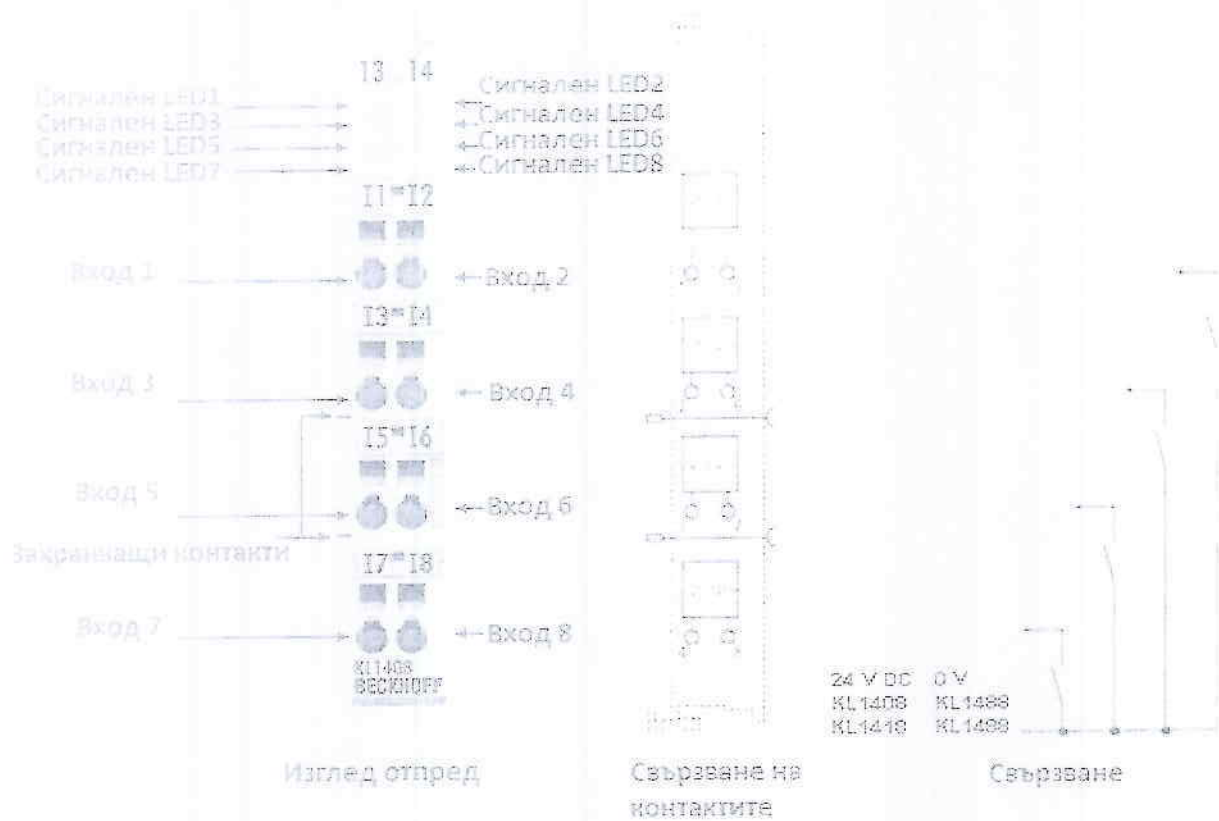 I3 I4
Сигнален LED1
Сигнален LED3
Сигнален LED5
Сигнален LED7
Сигнален LED2
Сигнален LED4
Сигнален LED6
Сигнален LED8
I1 I2
Вход 1
Вход 2
I3 I4
Вход 3
Вход 4
I5 I6
Вход 5
Вход 6
Захранващи контакти
I7 I8
Вход 7
Вход 8
KL1408
BECKHOFF
24 V DC 0 V
KL1408 KL1488
KL1418 KL1498
Изглед отпред
Свързване на
контактите
Свързване